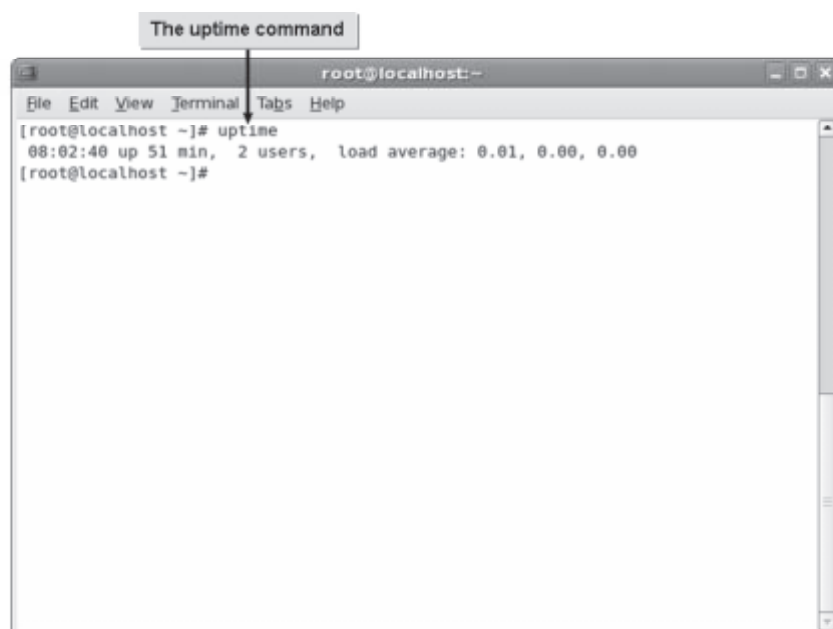 The uptime command
root@localhost:~
File Edit View Terminal Tabs Help
[root@localhost ~]# uptime
08:02:40 up 51 min, 2 users, load average: 0.01, 0.00, 0.00
[root@localhost ~]#